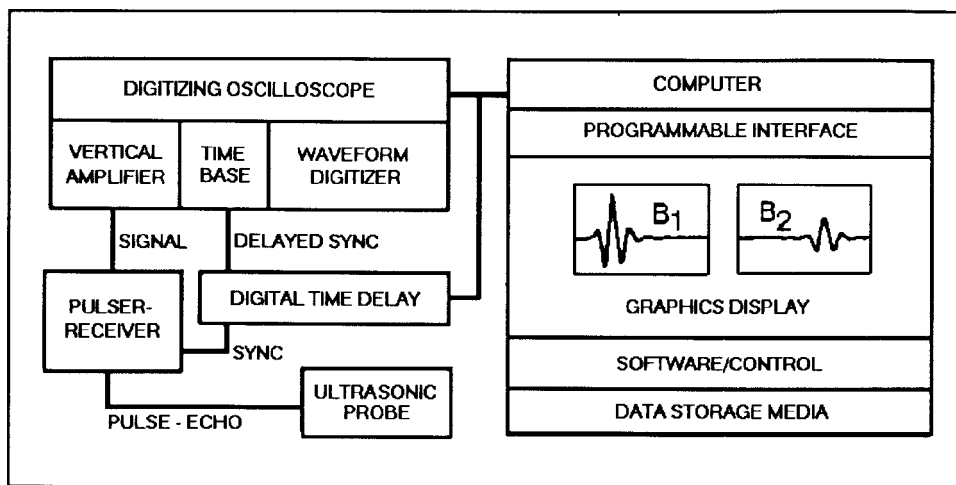 DIGITIZING OSCILLOSCOPE
VERTICAL
AMPLIFIER
TIME
BASE
WAVEFORM
DIGITIZER
SIGNAL
DELAYED SYNC
PULSER-
RECEIVER
DIGITAL TIME DELAY
SYNC
PULSE - ECHO
ULTRASONIC
PROBE
COMPUTER
PROGRAMMABLE INTERFACE
B1
B2
GRAPHICS DISPLAY
SOFTWARE/CONTROL
DATA STORAGE MEDIA